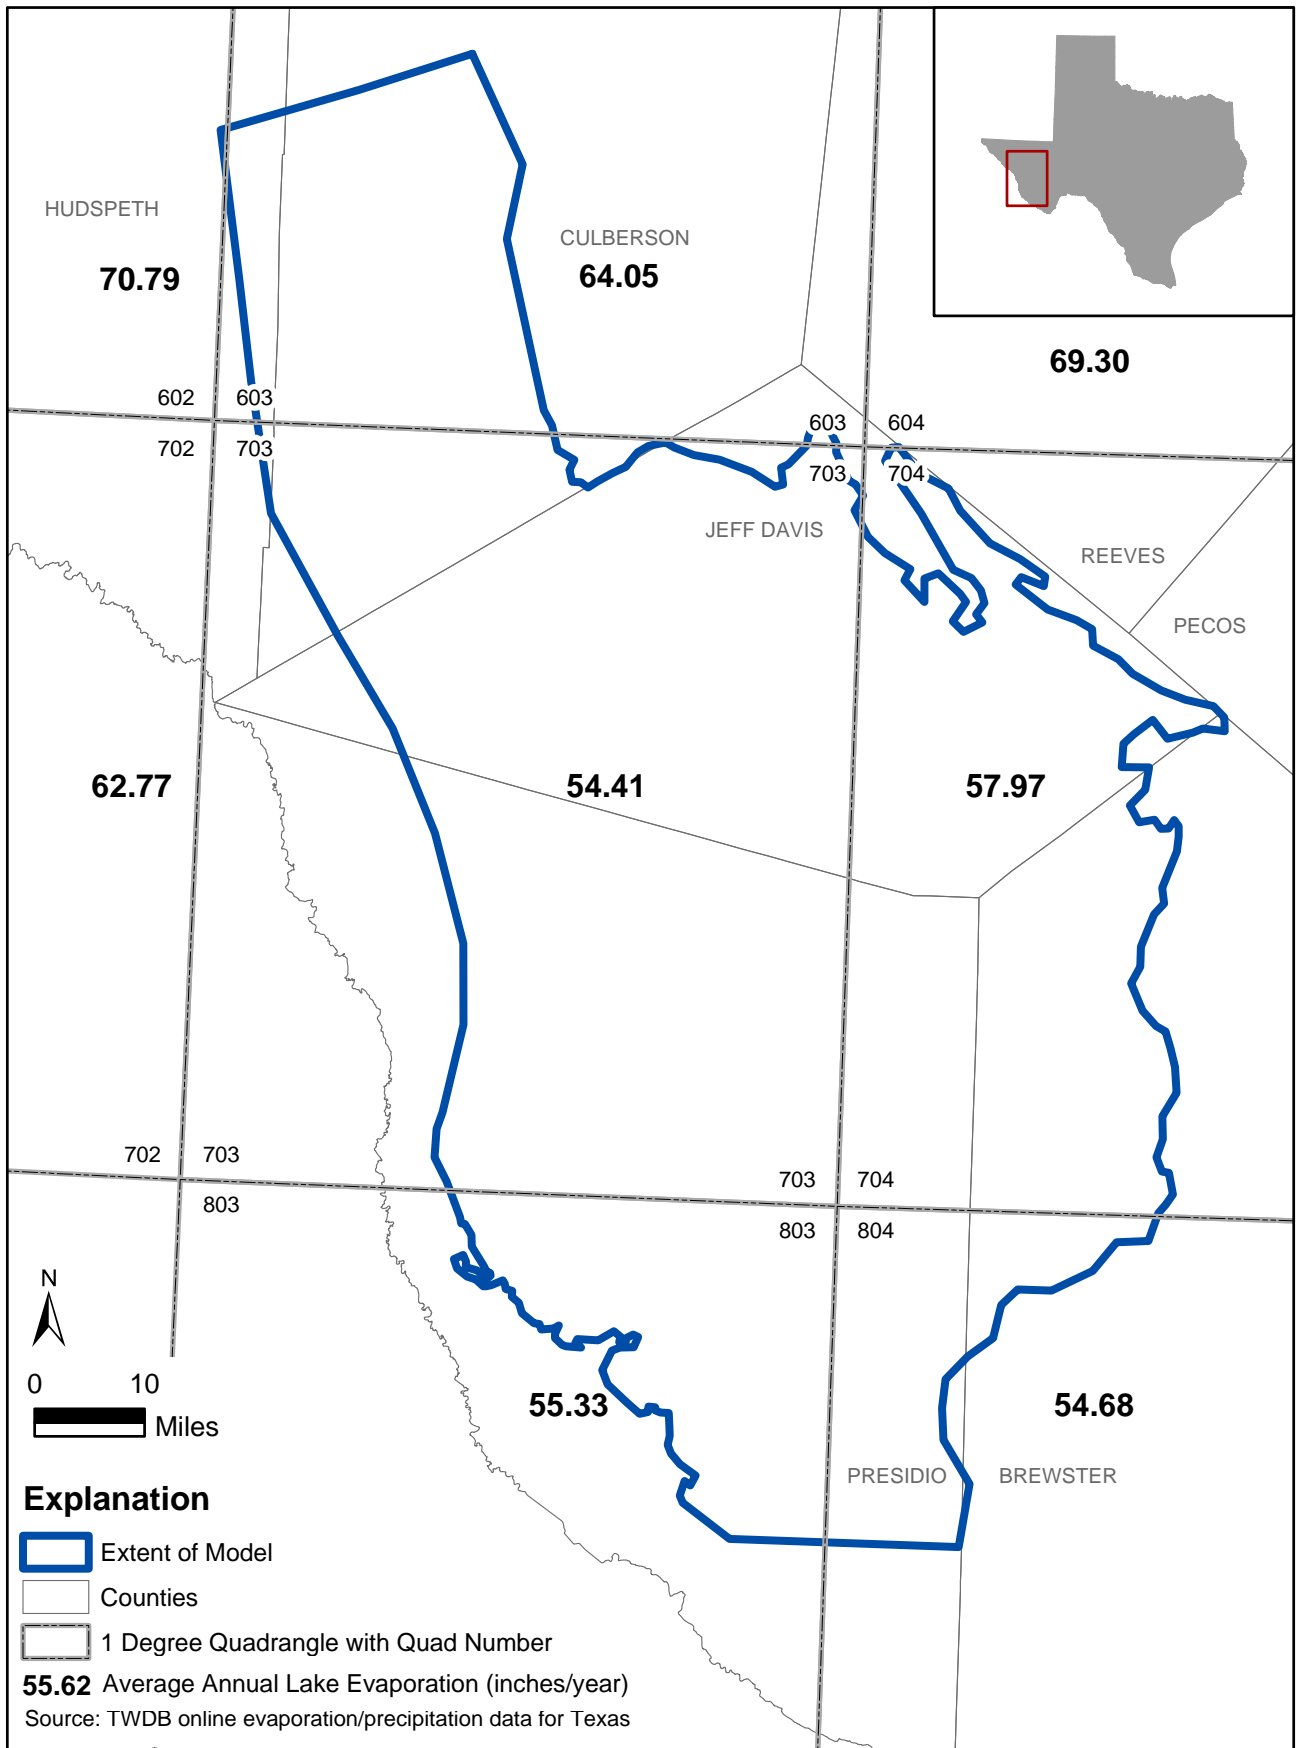 HUDSPETH
CULBERSON
70.79
64.05
69.30
602
603
603
604
702
703
703
704
JEFF DAVIS
REEVES
PECOS
62.77
54.41
57.97
702
703
703
704
803
803
804
N
0 10
Miles
55.33
54.68
PRESIDIO
BREWSTER
Explanation
Extent of Model
Counties
1 Degree Quadrangle with Quad Number
55.62 Average Annual Lake Evaporation (inches/year)
Source: TWDB online evaporation/precipitation data for Texas